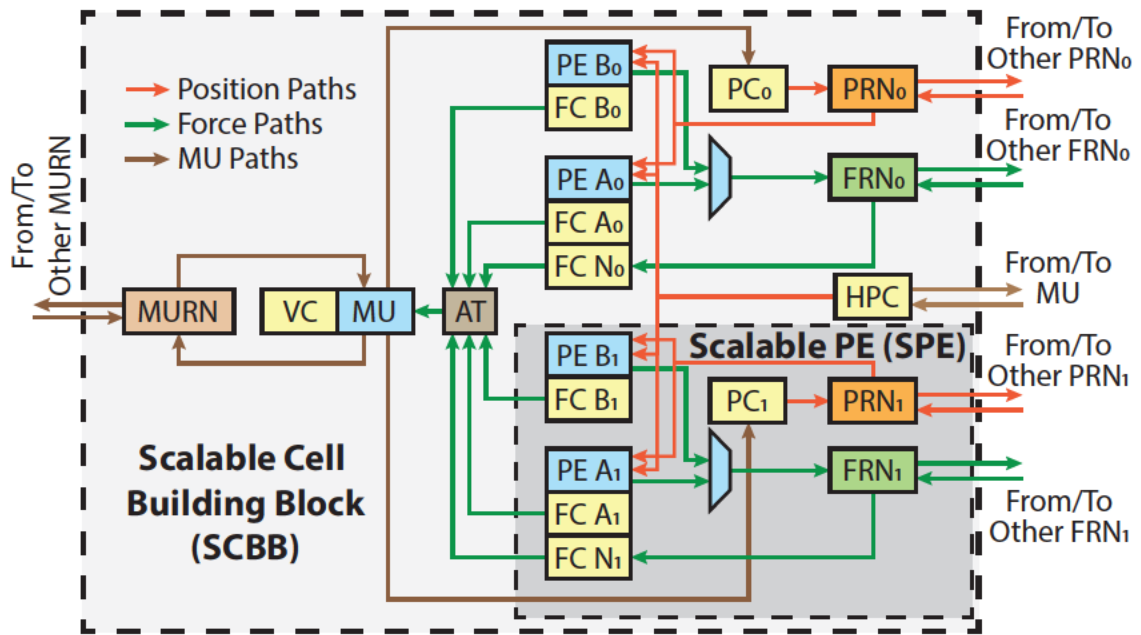 Position Paths
Force Paths
MU Paths
From/To
Other MURN
MURN
VC
MU
AT
PE B₀
FC B₀
PE A₀
FC A₀
FC N₀
PC₀
PRN₀
FRN₀
HPC
From/To
Other PRN₀
From/To
Other FRN₀
From/To
MU
Scalable PE (SPE)
PE B₁
FC B₁
PE A₁
FC A₁
FC N₁
PC₁
PRN₁
FRN₁
From/To
Other PRN₁
From/To
Other FRN₁
Scalable Cell
Building Block
(SCBB)